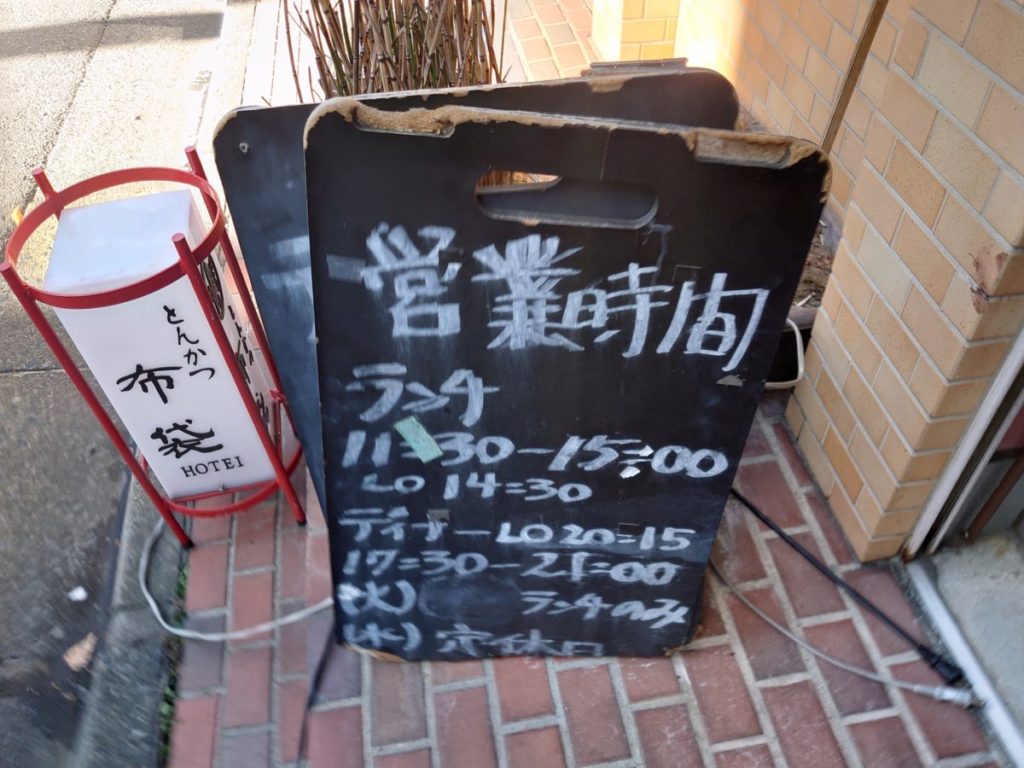 とんかつ
布袋
HOTEI
営業時間
ランチ
11:30-15:00
LO 14:30
ディナー LO 20:15
17:30-21:00
(火) ランチのみ
(水) 定休日